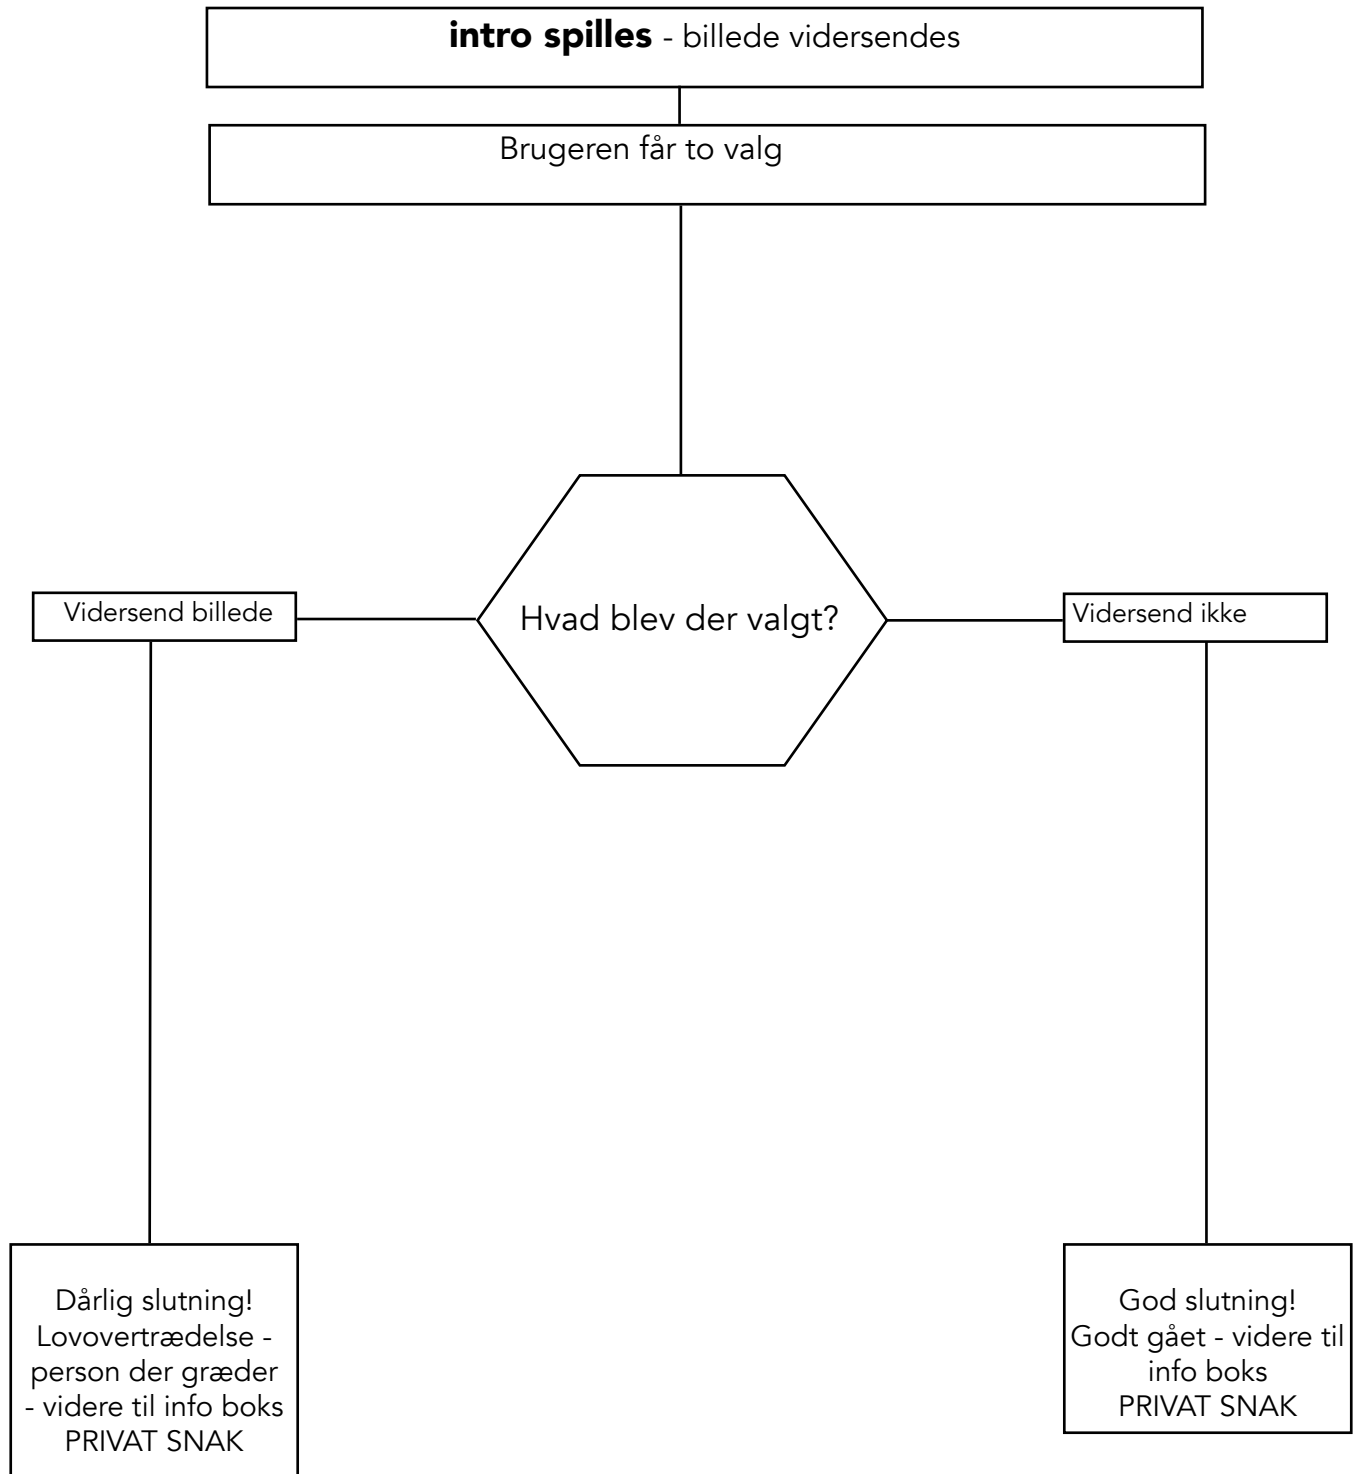 intro spilles - billede vidersendes
Brugeren får to valg
Hvad blev der valgt?
Vidersend billede
Vidersend ikke
Dårlig slutning!
Lovovertrædelse -
person der græder
- videre til info boks
PRIVAT SNAK
God slutning!
Godt gået - videre til
info boks
PRIVAT SNAK